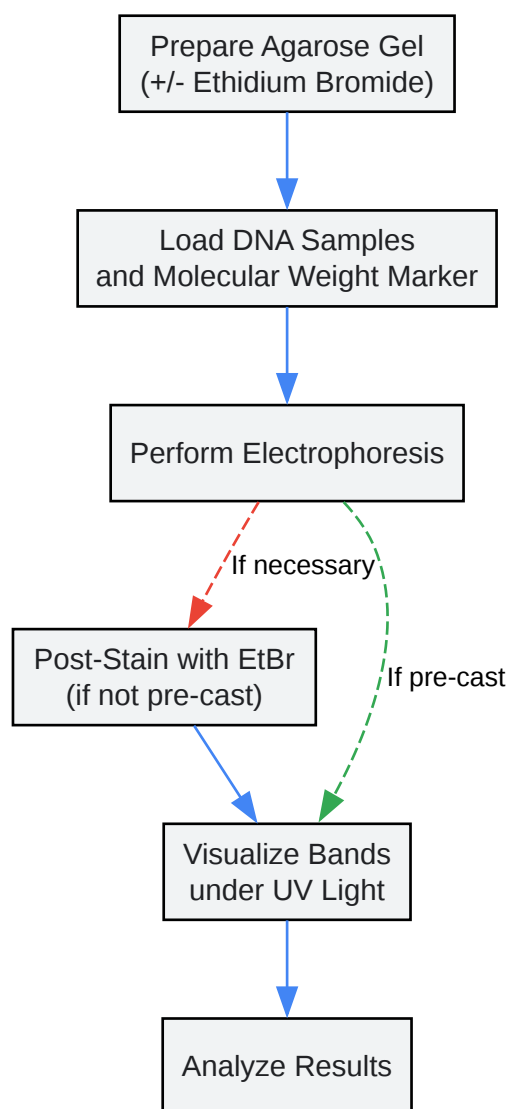 Prepare Agarose Gel
(+/- Ethidium Bromide)
Load DNA Samples
and Molecular Weight Marker
Perform Electrophoresis
If necessary
Post-Stain with EtBr
(if not pre-cast)
If pre-cast
Visualize Bands
under UV Light
Analyze Results